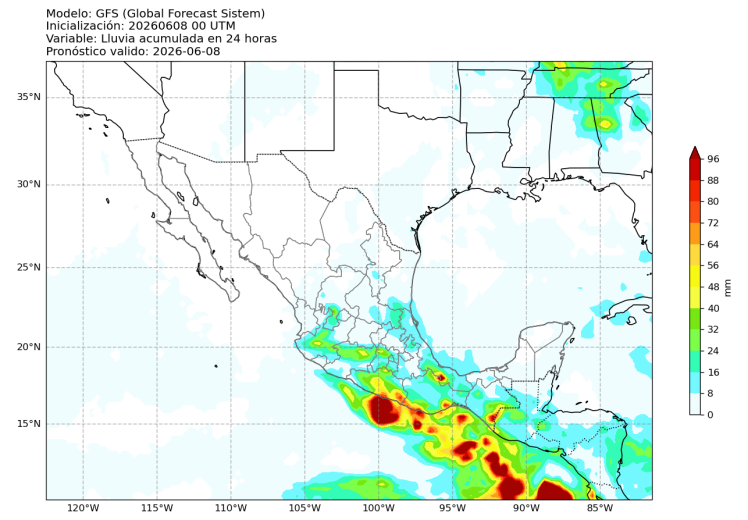 Modelo: GFS (Global Forecast Sistem)
Inicialización: 20260608 00 UTM
Variable: Lluvia acumulada en 24 horas
Pronóstico valido: 2026-06-08
35°N
30°N
25°N
20°N
15°N
120°W
115°W
110°W
105°W
100°W
95°W
90°W
85°W
96
88
80
72
64
56
48
40
32
24
16
8
0
mm